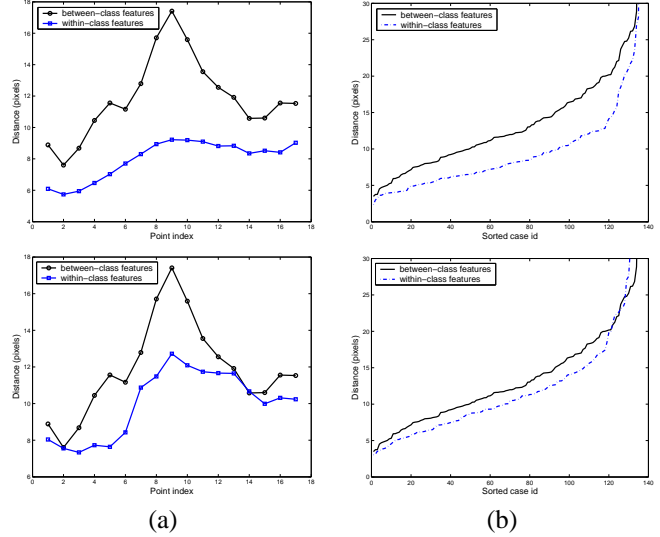 18
16
14
12
10
8
6
4
Distance (pixels)
between−class features
within−class features
0 2 4 6 8 10 12 14 16 18
Point index
30
25
20
15
10
5
0
Distance (pixels)
between−class features
within−class features
0 20 40 60 80 100 120 140
Sorted case id
18
16
14
12
10
8
6
Distance (pixels)
between−class features
within−class features
0 2 4 6 8 10 12 14 16 18
Point index
30
25
20
15
10
5
0
Distance (pixels)
between−class features
within−class features
0 20 40 60 80 100 120 140
Sorted case id
(a)
(b)